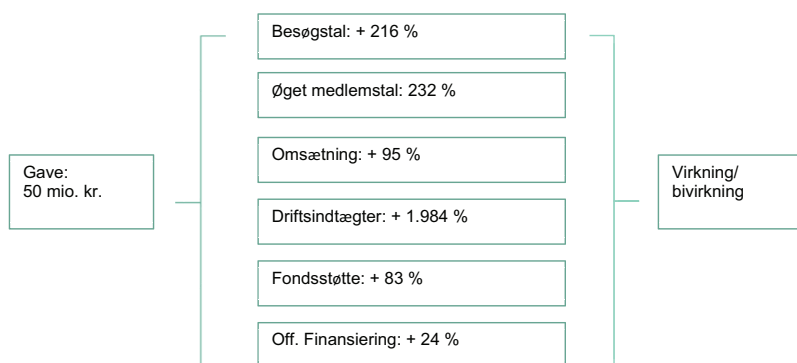 Besøgstal: + 216 %
Øget medlemstal: 232 %
Omsætning: + 95 %
Gave:
50 mio. kr.
Virkning/
bivirkning
Driftsindtægter: + 1.984 %
Fondsstøtte: + 83 %
Off. Finansiering: + 24 %